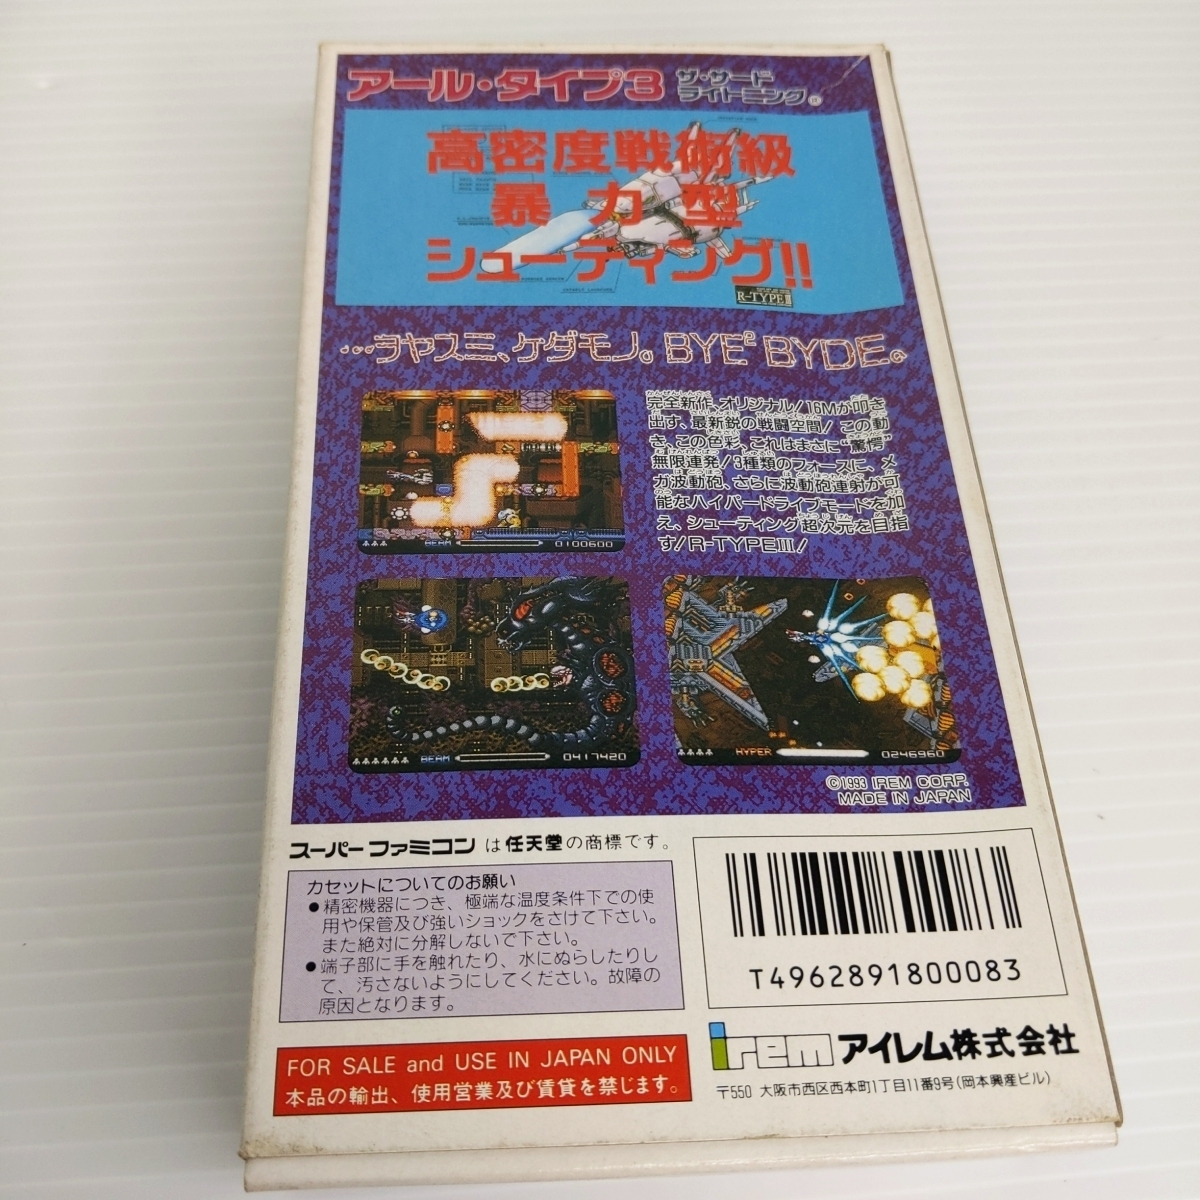 アール・タイプ3 ザ・サード
ライトニング®
高密度戦術級
暴力型
シューティング!!
R-TYPE III
…ヲヤスミ、ケダモノ。BYE² BYDE。
完全新作、オリジナル!16Mが叩き
出す、最新鋭の戦闘空間!この動
き、この色彩、これはまさに“驚愕”
無限連発!3種類のフォースに、メ
ガ波動砲、さらに波動砲連射が可
能なハイパードライブモードを加
え、シューティング超次元を目指
す!R-TYPEIII!
BEAM 0100600
BEAM 0417420
HYPER 0246960
©1993 IREM CORP.
MADE IN JAPAN
スーパーファミコンは任天堂の商標です。
カセットについてのお願い
●精密機器につき、極端な温度条件下での使
用や保管及び強いショックをさけて下さい。
また絶対に分解しないで下さい。
●端子部に手を触れたり、水にぬらしたりし
て、汚さないようにしてください。故障の
原因となります。
T4962891800083
FOR SALE and USE IN JAPAN ONLY
本品の輸出、使用営業及び賃貸を禁じます。
irem アイレム株式会社
〒550 大阪市西区西本町1丁目11番9号(岡本興産ビル)